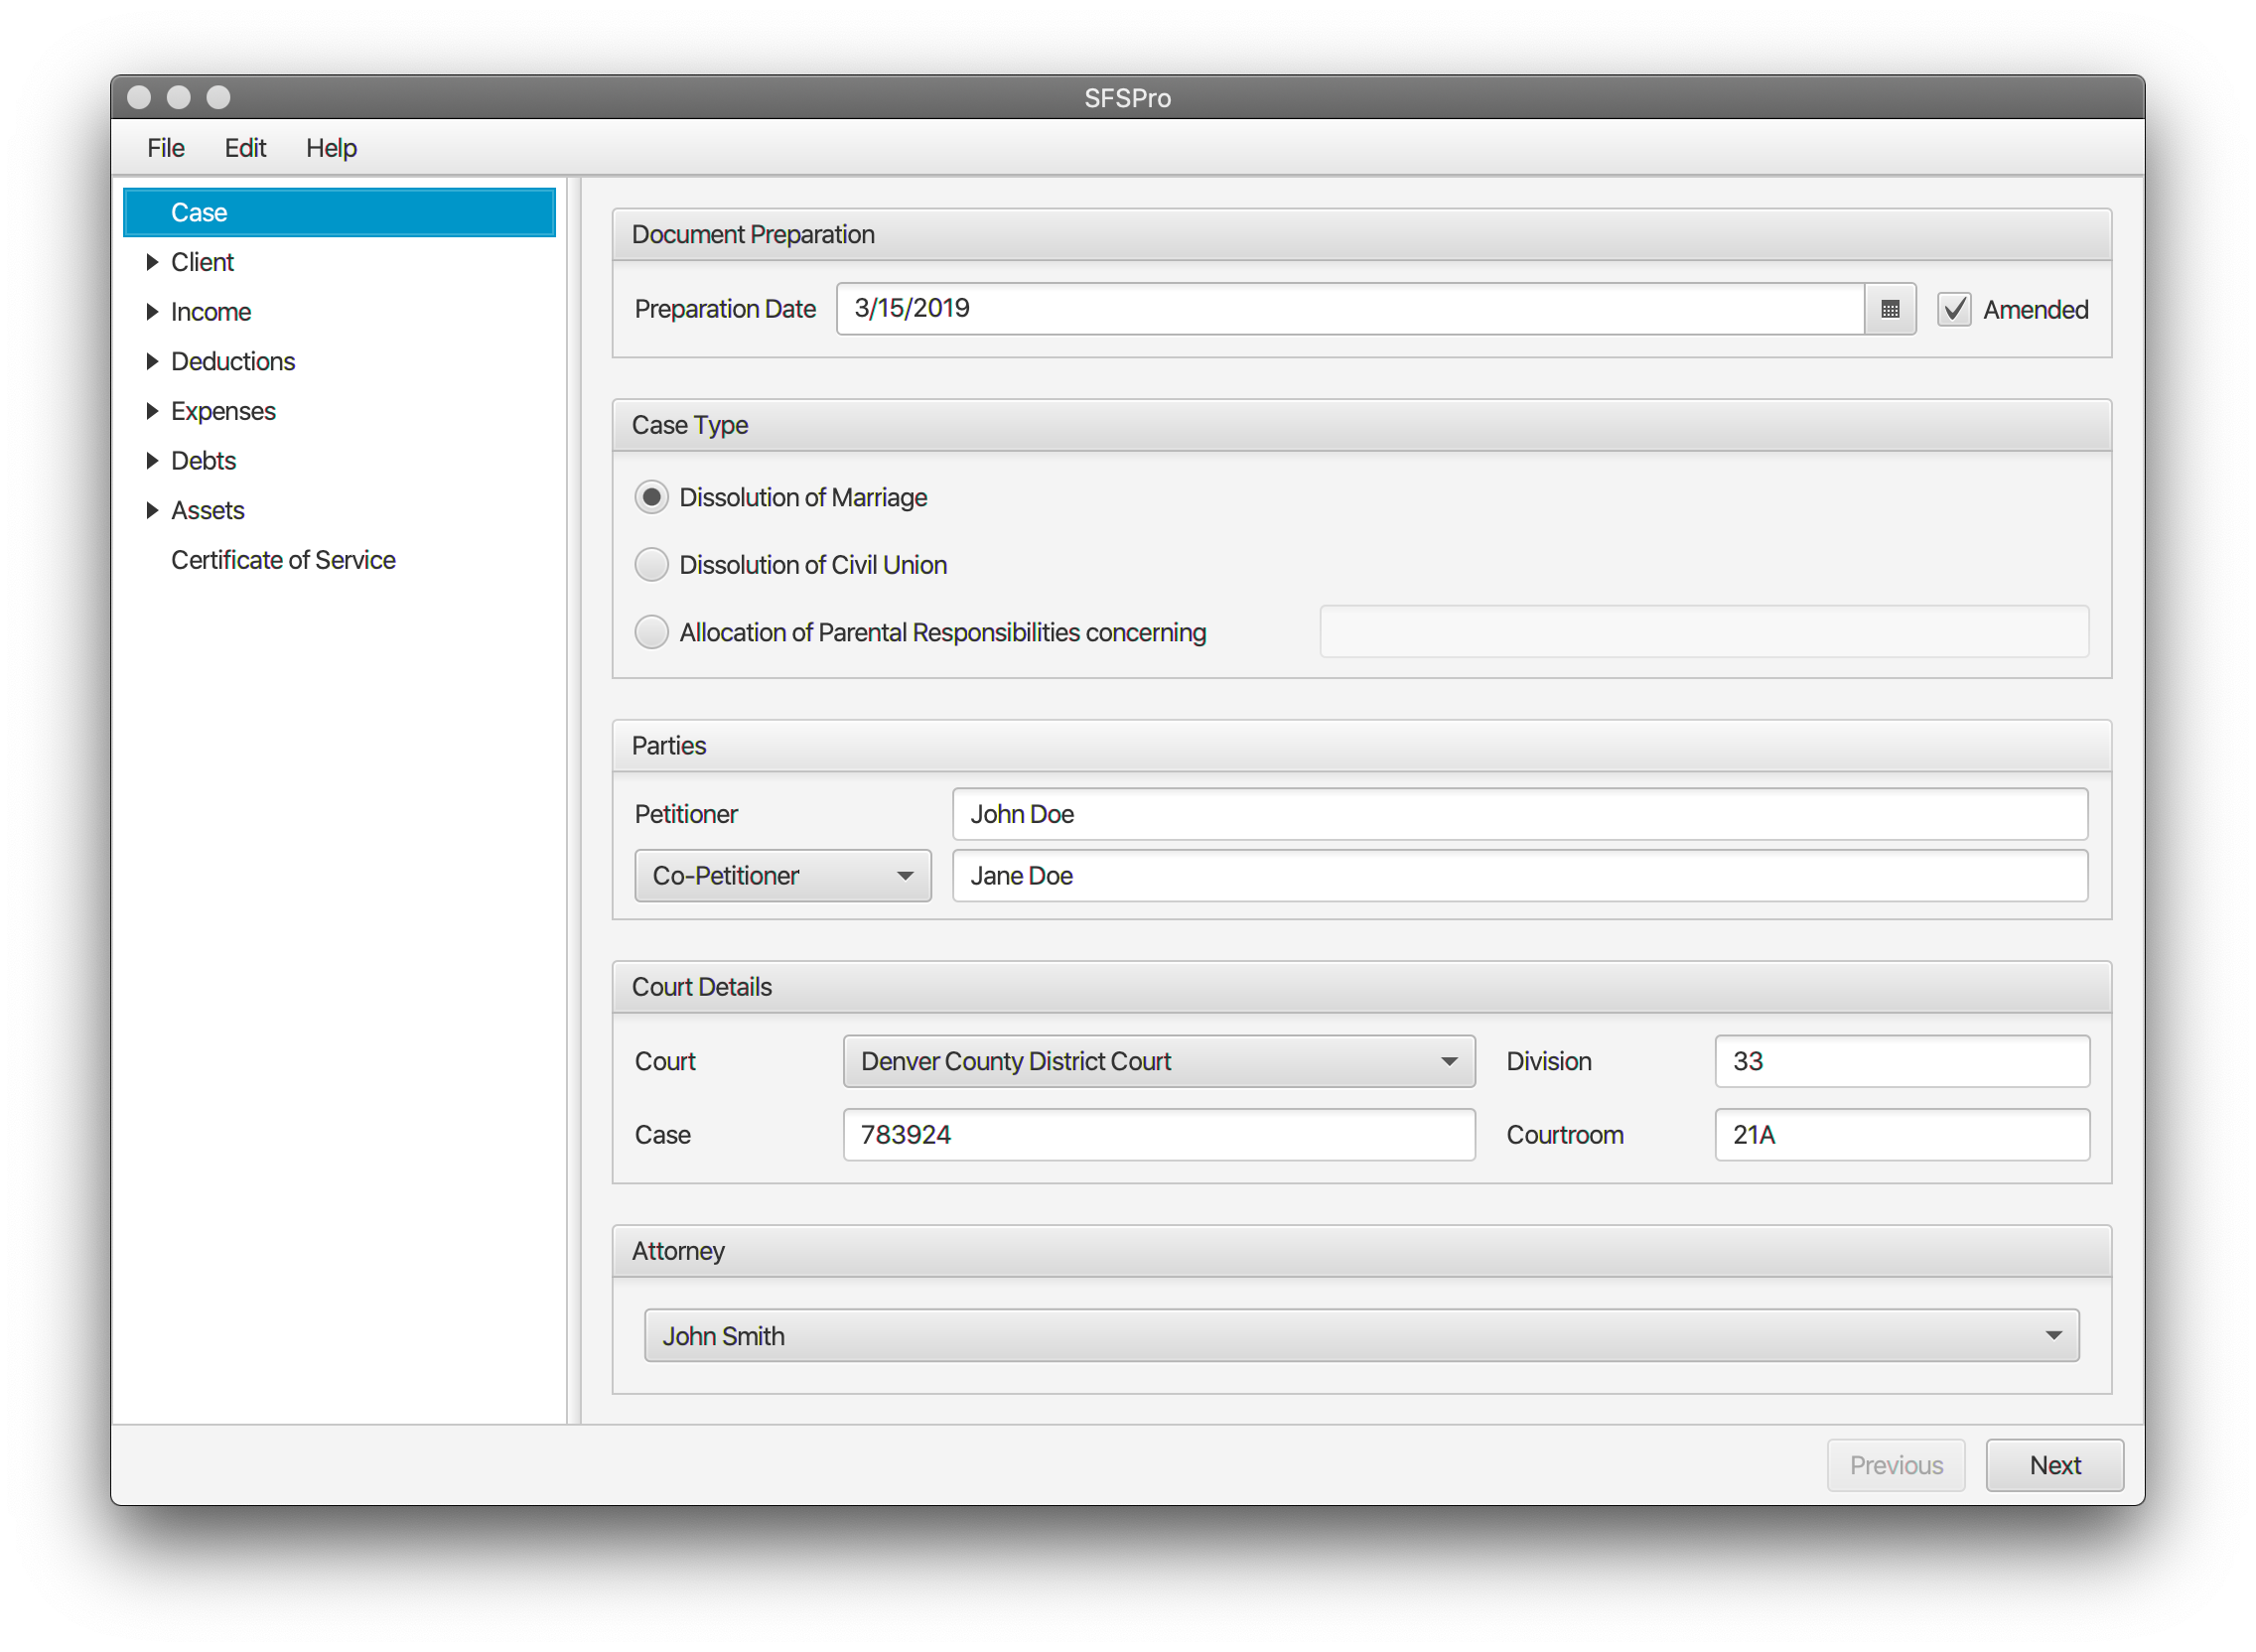 SFSPro
File Edit Help
Case
Client
Income
Deductions
Expenses
Debts
Assets
Certificate of Service
Document Preparation
Preparation Date 3/15/2019 Amended
Case Type
Dissolution of Marriage
Dissolution of Civil Union
Allocation of Parental Responsibilities concerning
Parties
Petitioner John Doe
Co-Petitioner Jane Doe
Court Details
Court Denver County District Court Division 33
Case 783924 Courtroom 21A
Attorney
John Smith
Previous Next